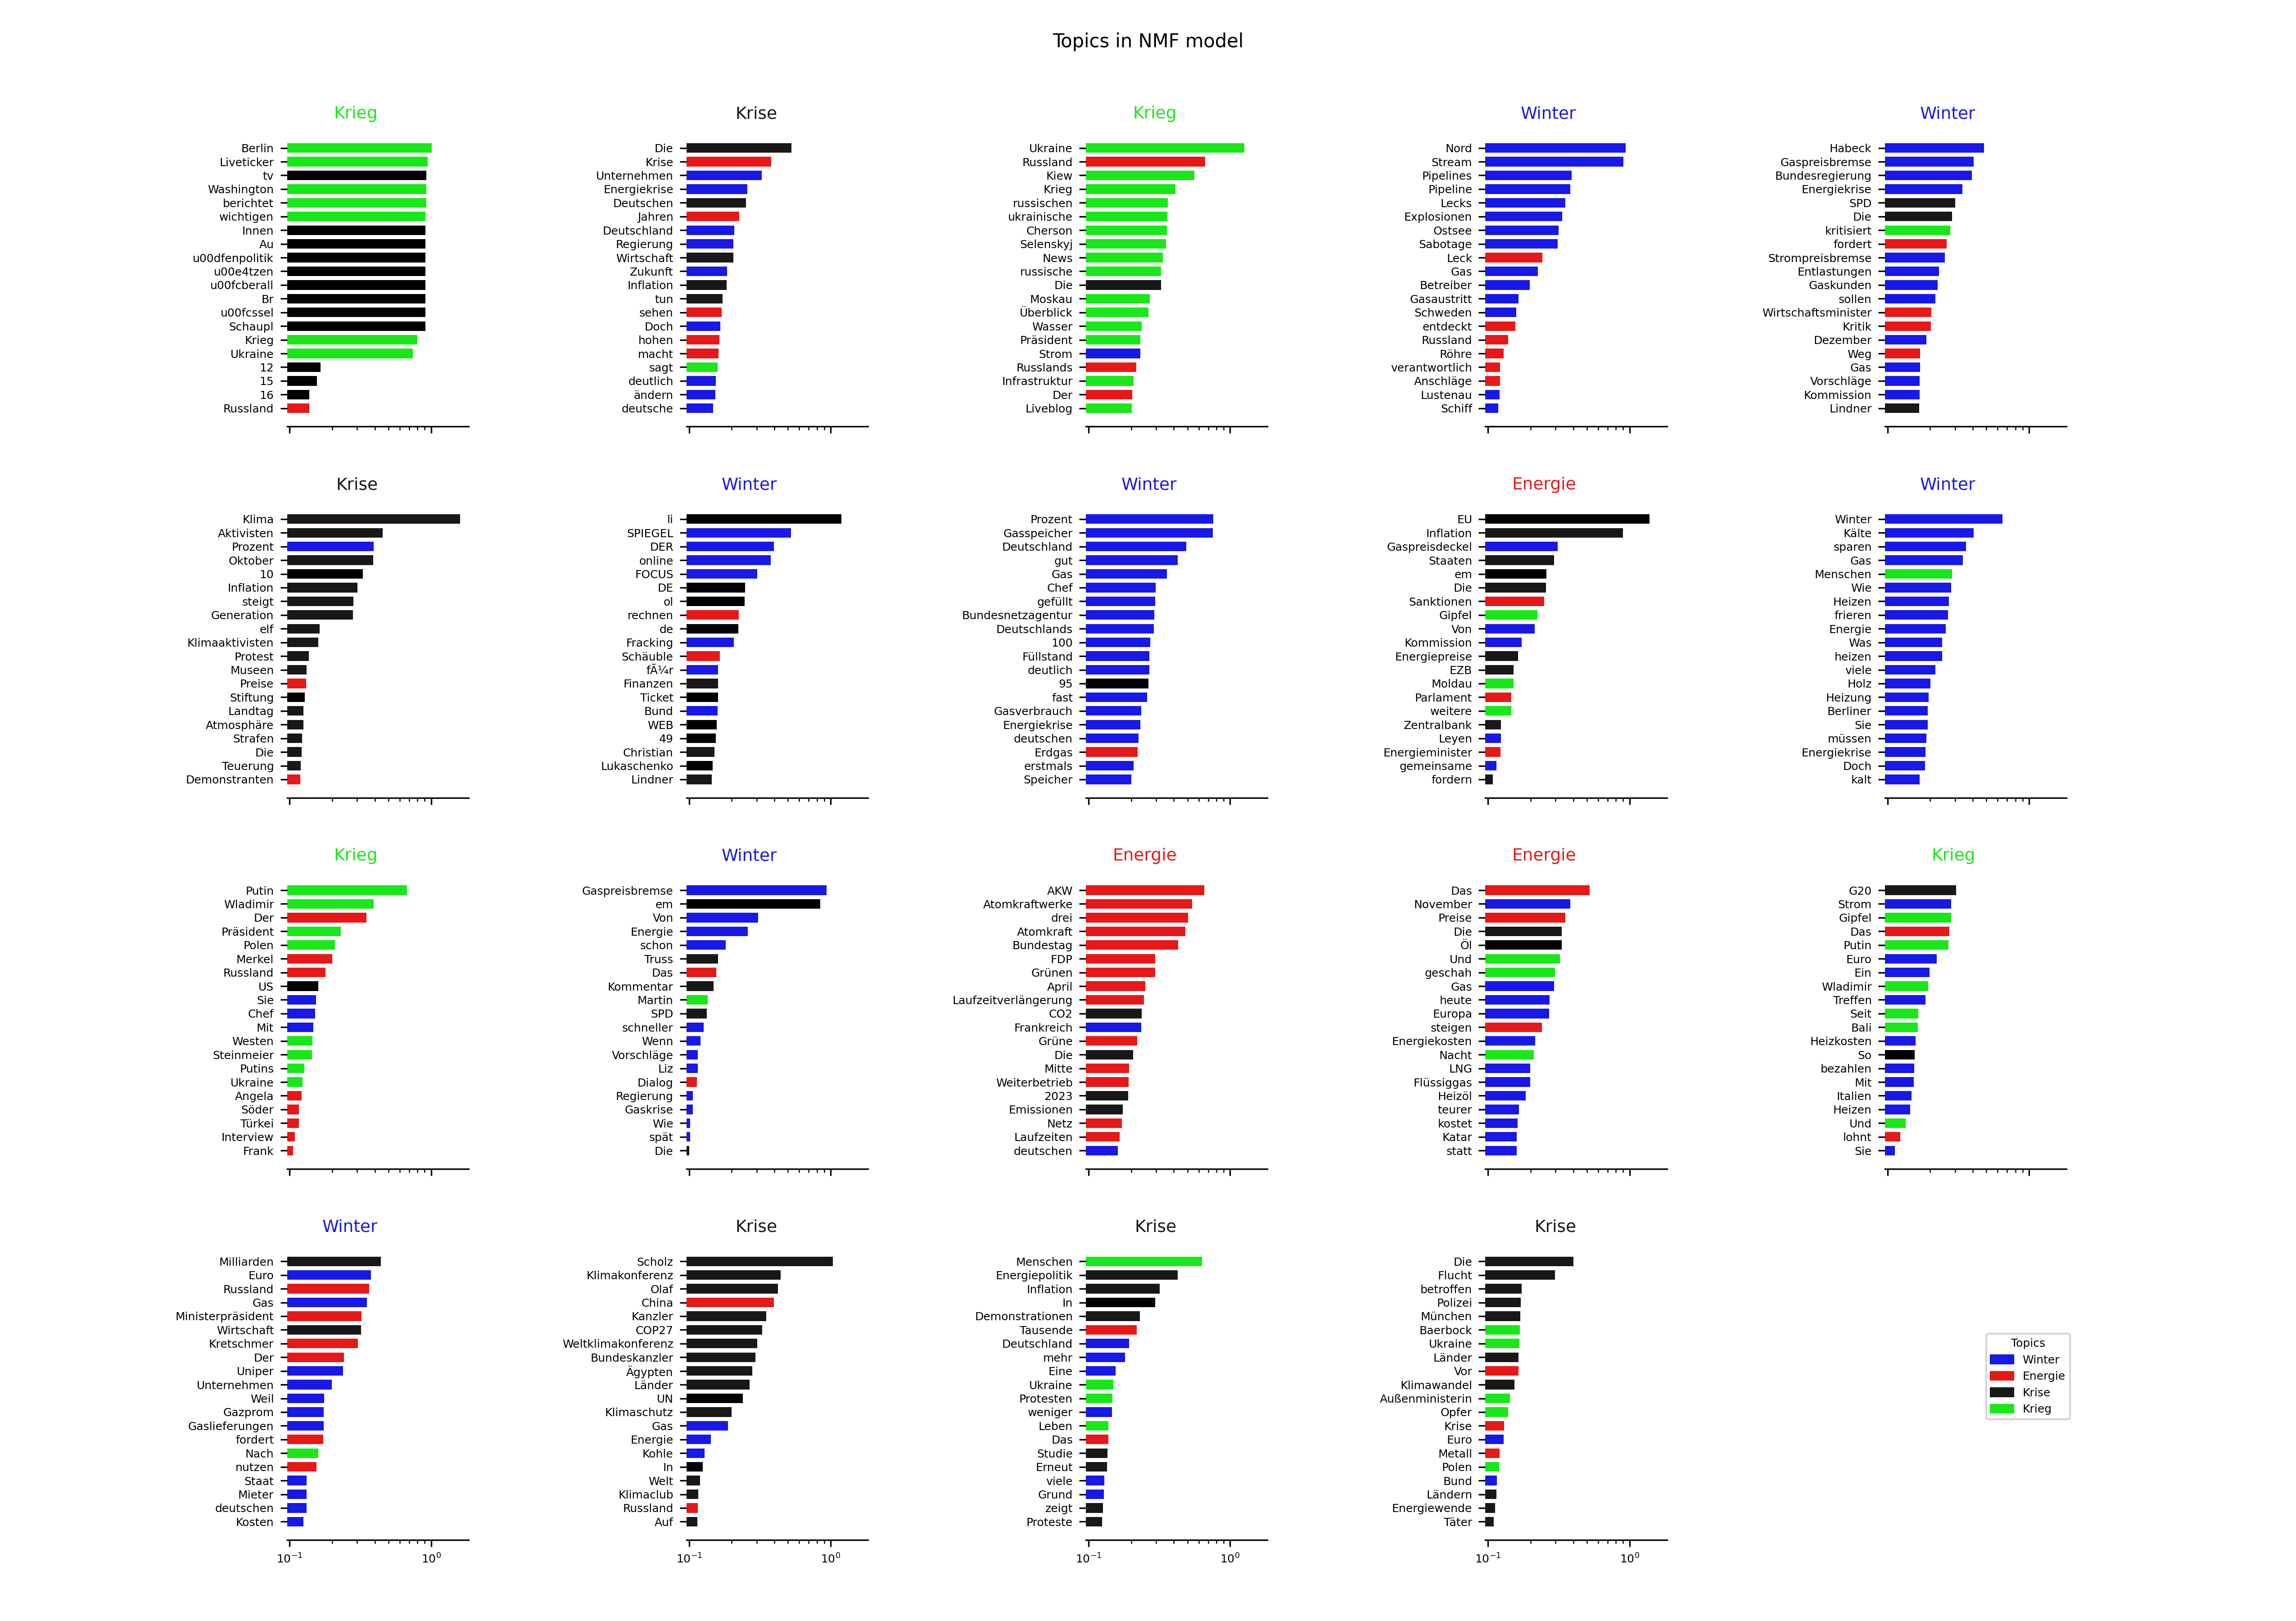 Topics in NMF model
Krieg
Berlin
Liveticker
tv
Washington
berichtet
wichtigen
Innen
Au
u00dfenpolitik
u00e4tzen
u00fcberall
Br
u00fcssel
Schaupl
Krieg
Ukraine
12
15
16
Russland
Krise
Die
Krise
Unternehmen
Energiekrise
Deutschen
Jahren
Deutschland
Regierung
Wirtschaft
Zukunft
Inflation
tun
sehen
Doch
hohen
macht
sagt
deutlich
ändern
deutsche
Krieg
Ukraine
Russland
Kiew
Krieg
russischen
ukrainische
Cherson
Selenskyj
News
russische
Die
Moskau
Überblick
Wasser
Präsident
Strom
Russlands
Infrastruktur
Der
Liveblog
Winter
Nord
Stream
Pipelines
Pipeline
Lecks
Explosionen
Ostsee
Sabotage
Leck
Gas
Betreiber
Gasaustritt
Schweden
entdeckt
Russland
Röhre
verantwortlich
Anschläge
Lustenau
Schiff
Winter
Habeck
Gaspreisbremse
Bundesregierung
Energiekrise
SPD
Die
kritisiert
fordert
Strompreisbremse
Entlastungen
Gaskunden
sollen
Wirtschaftsminister
Kritik
Dezember
Weg
Gas
Vorschläge
Kommission
Lindner
Krise
Klima
Aktivisten
Prozent
Oktober
10
Inflation
steigt
Generation
elf
Klimaaktivisten
Protest
Museen
Preise
Stiftung
Landtag
Atmosphäre
Strafen
Die
Teuerung
Demonstranten
Winter
li
SPIEGEL
DER
online
FOCUS
DE
ol
rechnen
de
Fracking
Schäuble
fÃ¼r
Finanzen
Ticket
Bund
WEB
49
Christian
Lukaschenko
Lindner
Winter
Prozent
Gasspeicher
Deutschland
gut
Gas
Chef
gefüllt
Bundesnetzagentur
Deutschlands
100
Füllstand
deutlich
95
fast
Gasverbrauch
Energiekrise
deutschen
Erdgas
erstmals
Speicher
Energie
EU
Inflation
Gaspreisdeckel
Staaten
em
Die
Sanktionen
Gipfel
Von
Kommission
Energiepreise
EZB
Moldau
Parlament
weitere
Zentralbank
Leyen
Energieminister
gemeinsame
fordern
Winter
Winter
Kälte
sparen
Gas
Menschen
Wie
Heizen
frieren
Energie
Was
heizen
viele
Holz
Heizung
Berliner
Sie
müssen
Energiekrise
Doch
kalt
Krieg
Putin
Wladimir
Der
Präsident
Polen
Merkel
Russland
US
Sie
Chef
Mit
Westen
Steinmeier
Putins
Ukraine
Angela
Söder
Türkei
Interview
Frank
Winter
Gaspreisbremse
em
Von
Energie
schon
Truss
Das
Kommentar
Martin
SPD
schneller
Wenn
Vorschläge
Liz
Dialog
Regierung
Gaskrise
Wie
spät
Die
Energie
AKW
Atomkraftwerke
drei
Atomkraft
Bundestag
FDP
Grünen
April
Laufzeitverlängerung
CO2
Frankreich
Grüne
Die
Mitte
Weiterbetrieb
2023
Emissionen
Netz
Laufzeiten
deutschen
Energie
Das
November
Preise
Die
Öl
Und
geschah
Gas
heute
Europa
steigen
Energiekosten
Nacht
LNG
Flüssiggas
Heizöl
teurer
kostet
Katar
statt
Krieg
G20
Strom
Gipfel
Das
Putin
Euro
Ein
Wladimir
Treffen
Seit
Bali
Heizkosten
So
bezahlen
Mit
Italien
Heizen
Und
lohnt
Sie
Winter
Milliarden
Euro
Russland
Gas
Ministerpräsident
Wirtschaft
Kretschmer
Der
Uniper
Unternehmen
Weil
Gazprom
Gaslieferungen
fordert
Nach
nutzen
Staat
Mieter
deutschen
Kosten
10⁻¹ 10⁰
Krise
Scholz
Klimakonferenz
Olaf
China
Kanzler
COP27
Weltklimakonferenz
Bundeskanzler
Ägypten
Länder
UN
Klimaschutz
Gas
Energie
Kohle
In
Welt
Klimaclub
Russland
Auf
10⁻¹ 10⁰
Krise
Menschen
Energiepolitik
Inflation
In
Demonstrationen
Tausende
Deutschland
mehr
Eine
Ukraine
Protesten
weniger
Leben
Das
Studie
Erneut
viele
Grund
zeigt
Proteste
10⁻¹ 10⁰
Krise
Die
Flucht
betroffen
Polizei
München
Baerbock
Ukraine
Länder
Vor
Klimawandel
Außenministerin
Opfer
Krise
Euro
Metall
Polen
Bund
Ländern
Energiewende
Täter
10⁻¹ 10⁰
Topics
Winter
Energie
Krise
Krieg